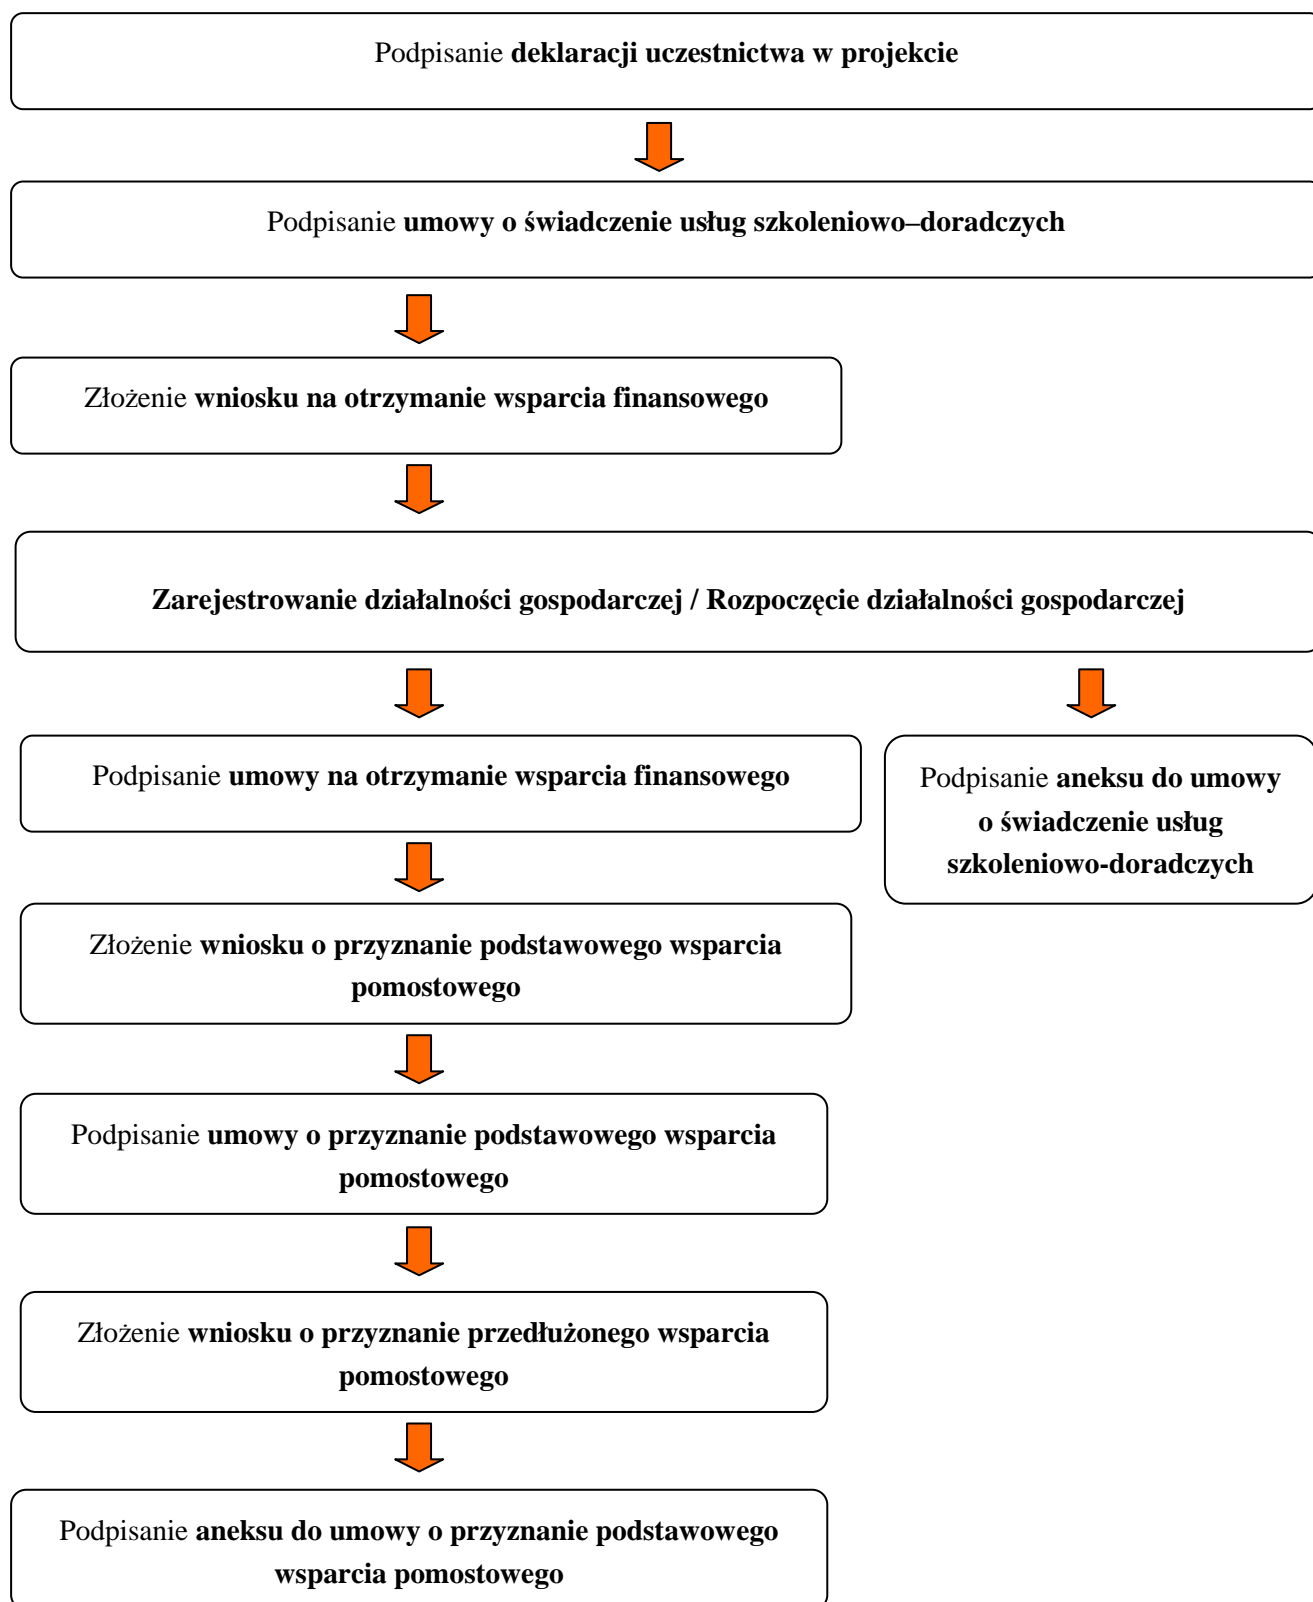 Podpisanie deklaracji uczestnictwa w projekcie
Podpisanie umowy o świadczenie usług szkoleniowo–doradczych
Złożenie wniosku na otrzymanie wsparcia finansowego
Zarejestrowanie działalności gospodarczej / Rozpoczęcie działalności gospodarczej
Podpisanie umowy na otrzymanie wsparcia finansowego
Podpisanie aneksu do umowy
o świadczenie usług
szkoleniowo-doradczych
Złożenie wniosku o przyznanie podstawowego wsparcia
pomostowego
Podpisanie umowy o przyznanie podstawowego wsparcia
pomostowego
Złożenie wniosku o przyznanie przedłużonego wsparcia
pomostowego
Podpisanie aneksu do umowy o przyznanie podstawowego
wsparcia pomostowego